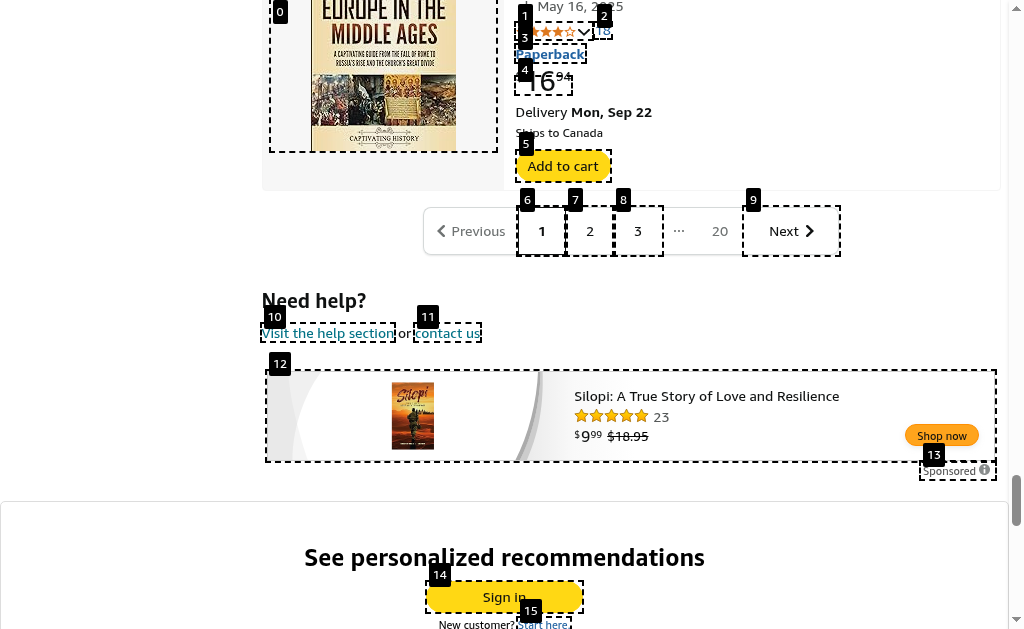 EUROPE IN THE
MIDDLE AGES
A CAPTIVATING GUIDE FROM THE FALL OF ROME TO
RUSSIA'S RISE AND THE CHURCH'S GREAT DIVIDE
CAPTIVATING HISTORY
0
May 16, 2025
1
2
18
3
Paperback
4
16 94
Delivery Mon, Sep 22
Ships to Canada
5
Add to cart
6
7
8
9
Previous 1 2 3 ... 20 Next
Need help?
10
11
Visit the help section or contact us
12
Silopi
Silopi: A True Story of Love and Resilience
23
$9 99 $18.95
Shop now
13
Sponsored
See personalized recommendations
14
Sign in
15
New customer? Start here.